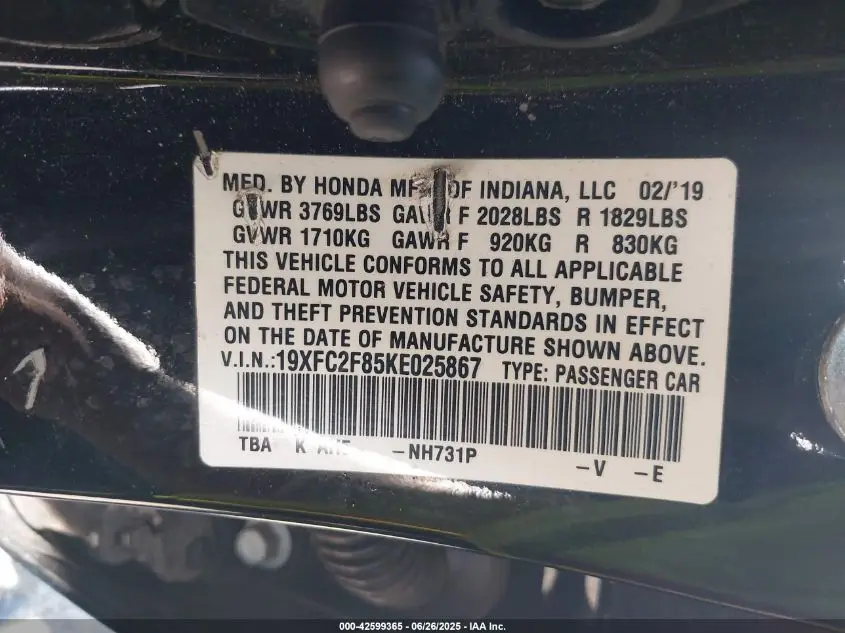 MFD. BY HONDA MFG OF INDIANA, LLC 02/'19
GVWR 3769LBS GAWR F 2028LBS R 1829LBS
GVWR 1710KG GAWR F 920KG R 830KG
THIS VEHICLE CONFORMS TO ALL APPLICABLE
FEDERAL MOTOR VEHICLE SAFETY, BUMPER,
AND THEFT PREVENTION STANDARDS IN EFFECT
ON THE DATE OF MANUFACTURE SHOWN ABOVE.
V.I.N.:19XFC2F85KE025867 TYPE: PASSENGER CAR
TBA K -NH731P -V -E
000-42599365 | 06/26/2025 - IAA Inc.